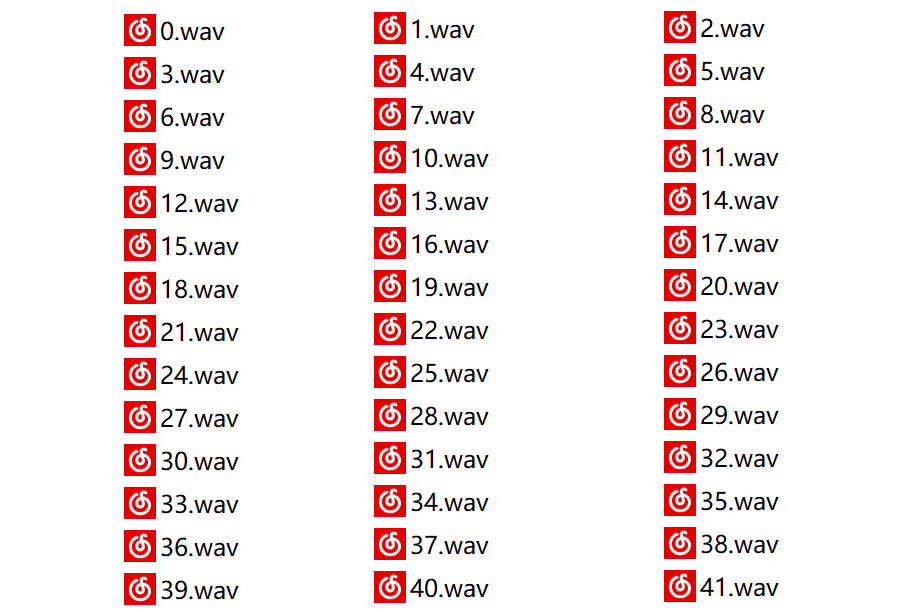 0.wav 1.wav 2.wav
3.wav 4.wav 5.wav
6.wav 7.wav 8.wav
9.wav 10.wav 11.wav
12.wav 13.wav 14.wav
15.wav 16.wav 17.wav
18.wav 19.wav 20.wav
21.wav 22.wav 23.wav
24.wav 25.wav 26.wav
27.wav 28.wav 29.wav
30.wav 31.wav 32.wav
33.wav 34.wav 35.wav
36.wav 37.wav 38.wav
39.wav 40.wav 41.wav